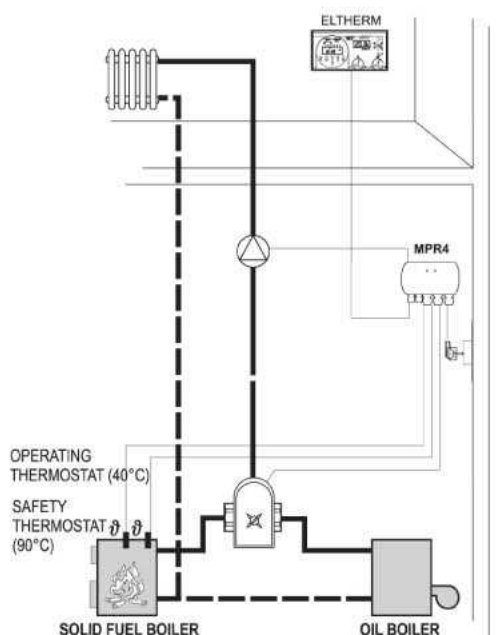 ELTHERM
MPR4
OPERATING
THERMOSTAT (40°C)
SAFETY
THERMOSTAT ϑ ϑ
(90°C)
SOLID FUEL BOILER
OIL BOILER